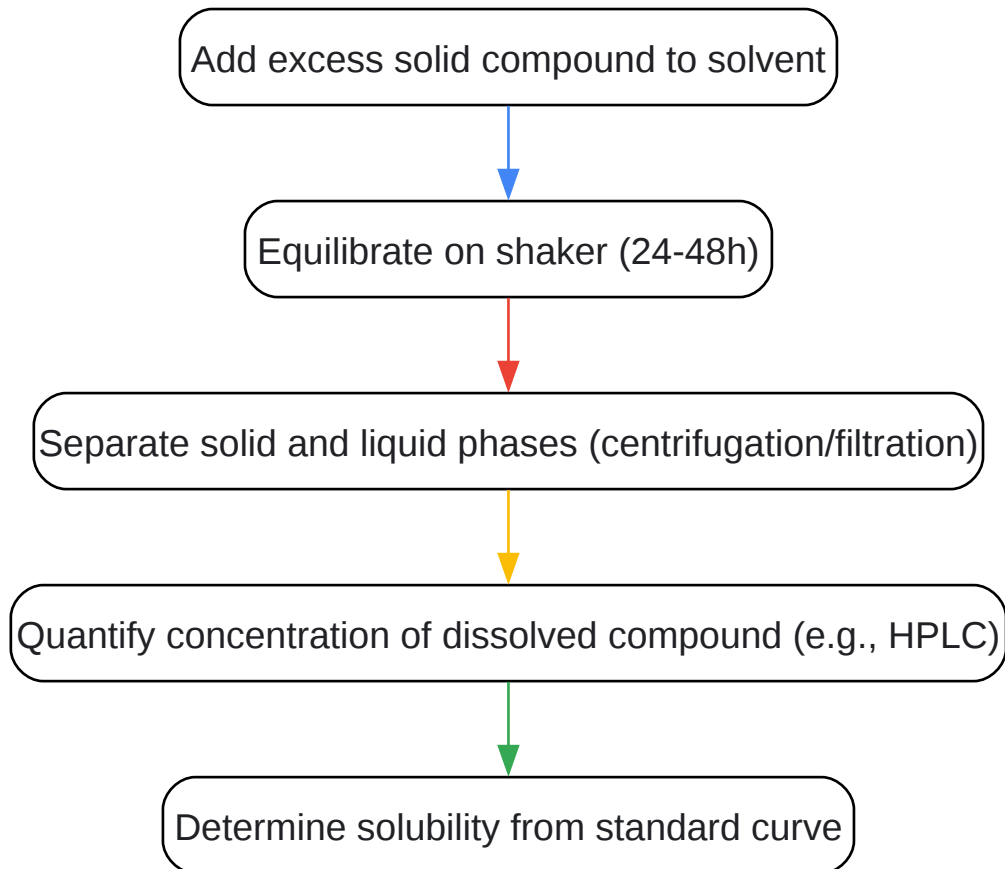 Add excess solid compound to solvent
Equilibrate on shaker (24-48h)
Separate solid and liquid phases (centrifugation/filtration)
Quantify concentration of dissolved compound (e.g., HPLC)
Determine solubility from standard curve